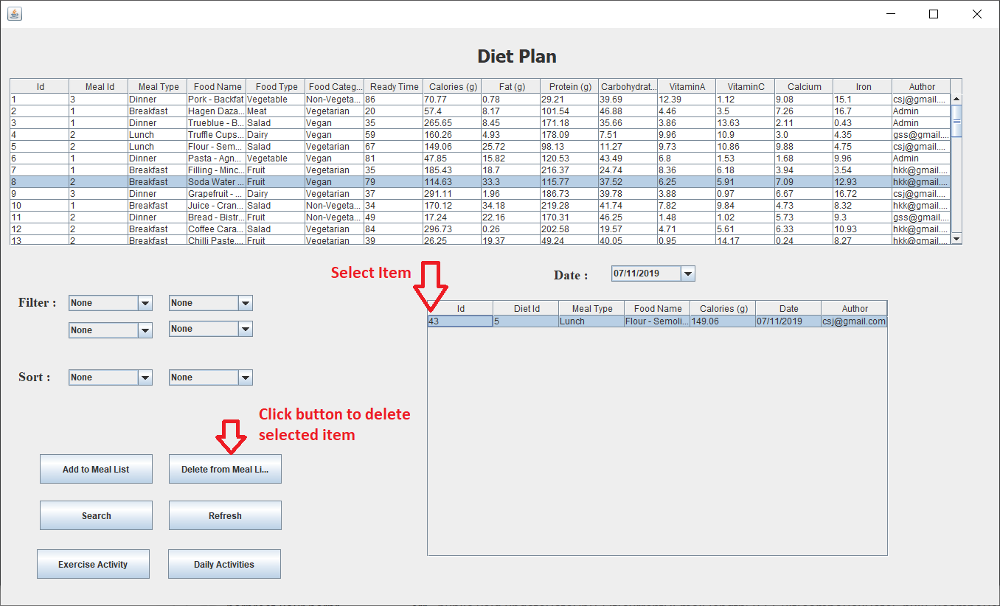 Diet Plan
Id Meal Id Meal Type Food Name Food Type Food Categ... Ready Time Calories (g) Fat (g) Protein (g) Carbohydrat... VitaminA VitaminC Calcium Iron Author
1 3 Dinner Pork - Backfat Vegetable Non-Vegeta... 86 70.77 0.78 29.21 39.69 12.39 1.12 9.08 15.1 csj@gmail....
2 1 Breakfast Hagen Daza... Meat Vegetarian 20 57.4 8.17 101.54 46.88 4.46 3.5 7.26 16.7 Admin
3 1 Dinner Trueblue - B... Salad Vegan 35 265.65 8.45 171.18 35.66 3.86 13.63 2.11 0.43 Admin
4 2 Lunch Truffle Cups... Dairy Vegan 59 160.26 4.93 178.09 7.51 9.96 10.9 3.0 4.35 gss@gmail....
5 2 Lunch Flour - Sem... Salad Vegetarian 67 149.06 25.72 98.13 11.27 9.73 10.86 9.88 4.75 csj@gmail....
6 1 Dinner Pasta - Agn... Vegetable Vegan 81 47.85 15.82 120.53 43.49 6.8 1.53 1.68 9.96 Admin
7 1 Breakfast Filling - Minc... Fruit Vegetarian 35 185.43 18.7 216.37 24.74 8.36 6.18 3.94 3.54 hkk@gmail....
8 2 Breakfast Soda Water ... Fruit Vegan 79 114.63 33.3 115.77 37.52 6.25 5.91 7.09 12.93 hkk@gmail....
9 3 Dinner Grapefruit - ... Dairy Vegetarian 37 291.11 1.96 186.73 39.78 3.88 0.97 6.67 16.72 csj@gmail....
10 1 Breakfast Juice - Cran... Salad Non-Vegeta... 34 170.12 34.18 219.28 41.74 7.82 9.84 4.73 8.32 hkk@gmail....
11 2 Dinner Bread - Bistr... Fruit Non-Vegeta... 49 17.24 22.16 170.31 46.25 1.48 1.02 5.73 9.3 gss@gmail....
12 2 Breakfast Coffee Cara... Salad Vegetarian 84 296.73 0.26 202.58 19.57 4.71 5.61 6.33 10.93 hkk@gmail....
13 2 Breakfast Chilli Paste,... Fruit Vegetarian 39 26.25 19.37 49.24 40.05 0.95 14.17 0.24 8.27 hkk@gmail....
Select Item
Date : 07/11/2019
Filter : None None
None None
Id Diet Id Meal Type Food Name Calories (g) Date Author
43 5 Lunch Flour - Semoli... 149.06 07/11/2019 csj@gmail.com
Sort : None None
Click button to delete
selected item
Add to Meal List Delete from Meal Li...
Search Refresh
Exercise Activity Daily Activities